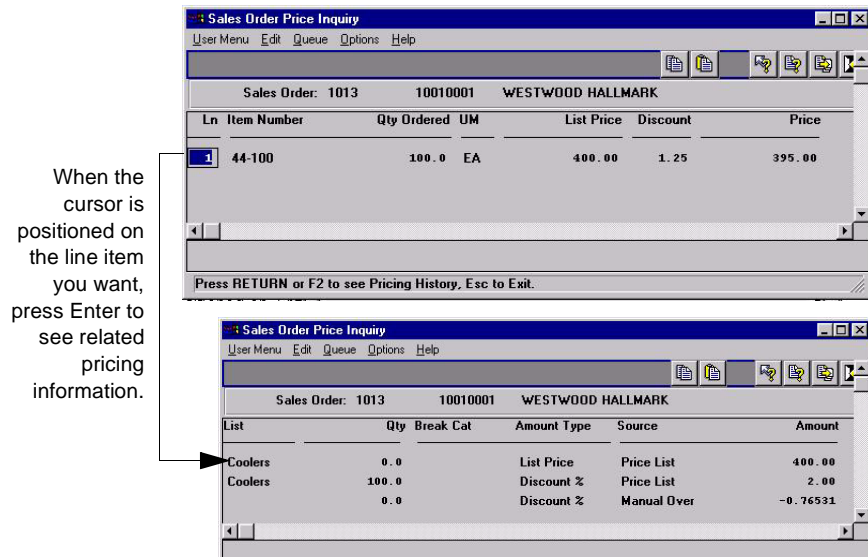 Sales Order Price Inquiry
User Menu Edit Queue Options Help
Sales Order: 1013 10010001 WESTWOOD HALLMARK
Ln Item Number Qty Ordered UM List Price Discount Price
1 44-100 100.0 EA 400.00 1.25 395.00
Press RETURN or F2 to see Pricing History, Esc to Exit.
When the
cursor is
positioned on
the line item
you want,
press Enter to
see related
pricing
information.
Sales Order Price Inquiry
User Menu Edit Queue Options Help
Sales Order: 1013 10010001 WESTWOOD HALLMARK
List Qty Break Cat Amount Type Source Amount
Coolers 0.0 List Price Price List 400.00
Coolers 100.0 Discount % Price List 2.00
0.0 Discount % Manual Over -0.76531